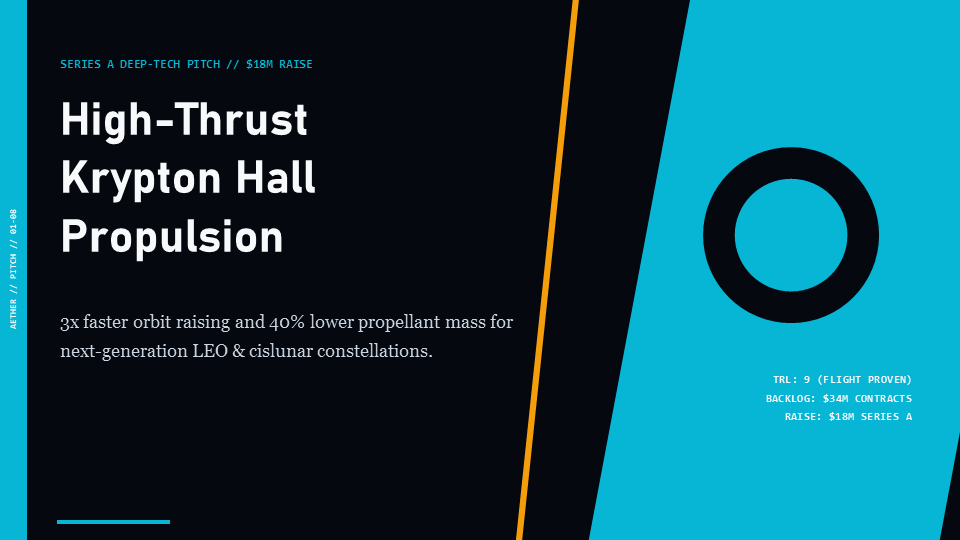 SERIES A DEEP-TECH PITCH // $18M RAISE
High-Thrust
Krypton Hall
Propulsion
3x faster orbit raising and 40% lower propellant mass for
next-generation LEO & cislunar constellations.
AETHER // PITCH // 01-08
TRL: 9 (FLIGHT PROVEN)
BACKLOG: $34M CONTRACTS
RAISE: $18M SERIES A